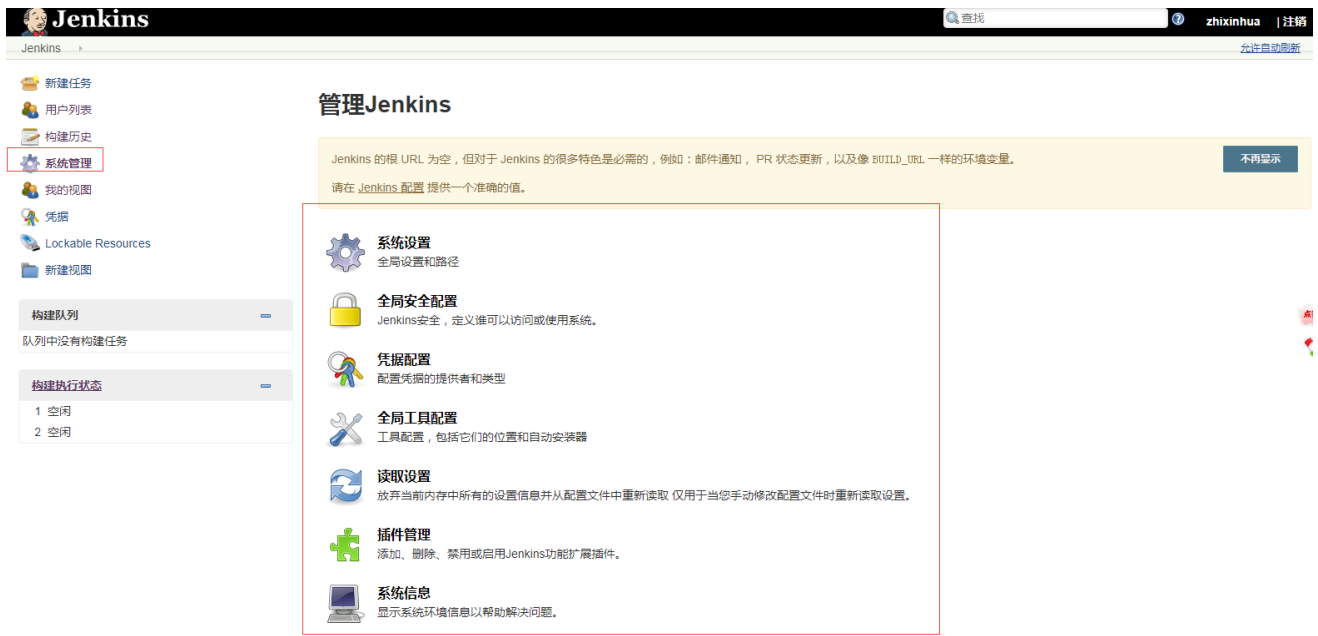 Jenkins
查找
zhixinhua | 注销
Jenkins
允许自动刷新
新建任务
用户列表
构建历史
系统管理
我的视图
凭据
Lockable Resources
新建视图
构建队列
队列中没有构建任务
构建执行状态
1 空闲
2 空闲
管理Jenkins
Jenkins 的根 URL 为空，但对于 Jenkins 的很多特色是必需的，例如：邮件通知， PR 状态更新，以及像 BUILD_URL 一样的环境变量。
不再显示
请在 Jenkins 配置 提供一个准确的值。
系统设置
全局设置和路径
全局安全配置
Jenkins安全，定义谁可以访问或使用系统。
凭据配置
配置凭据的提供者和类型
全局工具配置
工具配置，包括它们的位置和自动安装器
读取设置
放弃当前内存中所有的设置信息并从配置文件中重新读取 仅用于当您手动修改配置文件时重新读取设置。
插件管理
添加、删除、禁用或启用Jenkins功能扩展插件。
系统信息
显示系统环境信息以帮助解决问题。